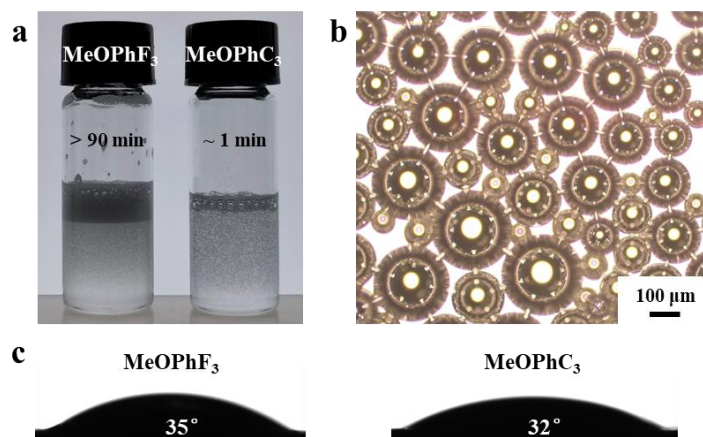 a
MeOPhF₃
MeOPhC₃
> 90 min
~ 1 min
b
100 μm
c
MeOPhF₃
MeOPhC₃
35°
32°